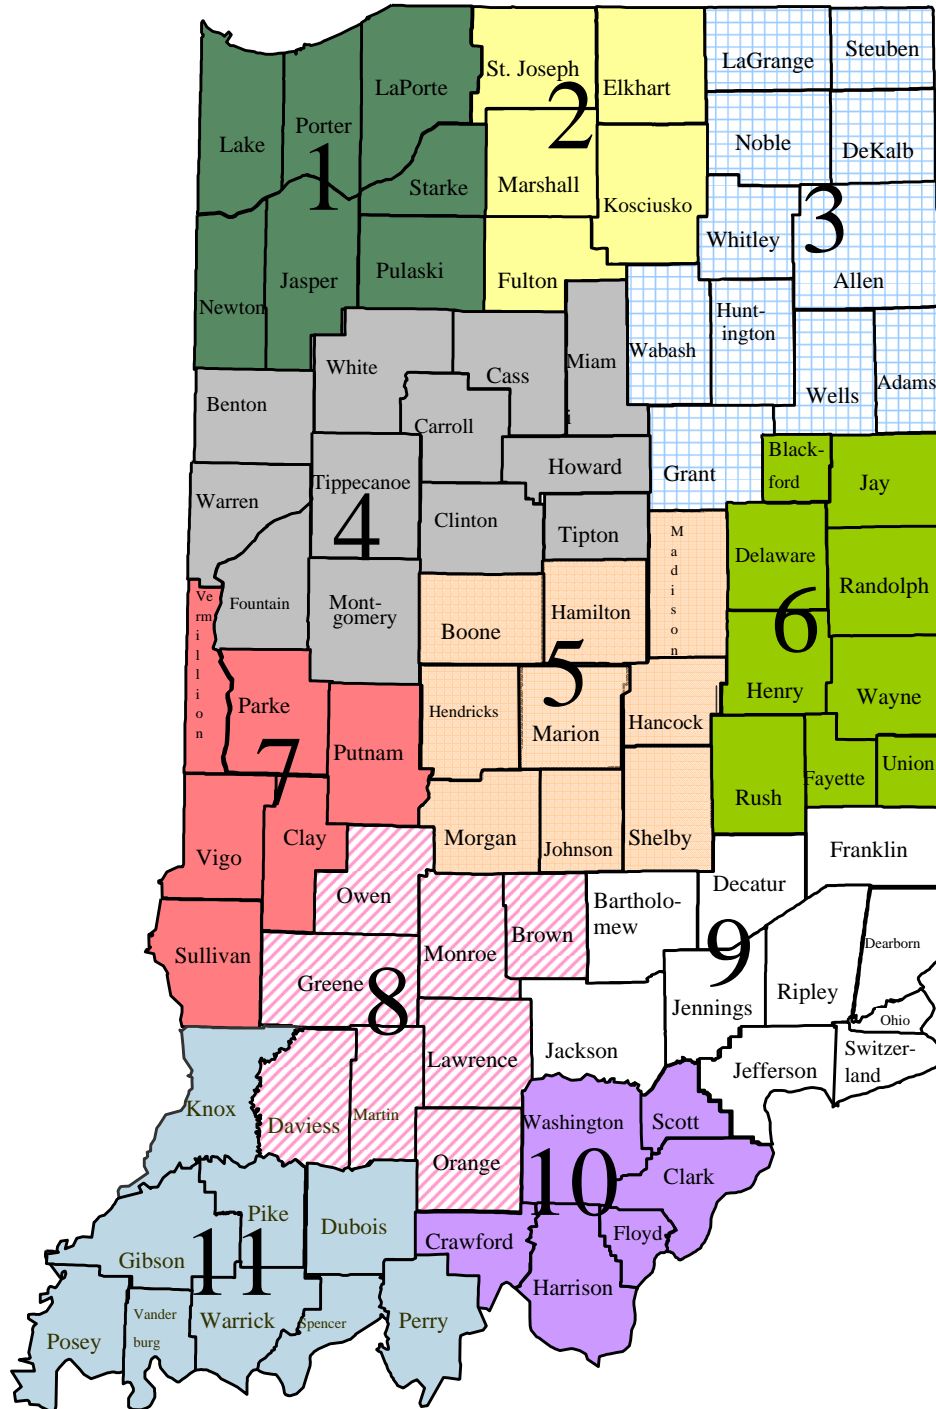 LaGrange
Steuben
St. Joseph
Elkhart
LaPorte
2
Porter
Lake
Noble
DeKalb
1
Starke
Marshall
Kosciusko
3
Whitley
Pulaski
Jasper
Fulton
Allen
Newton
Hunt-
ington
White
Cass
Miam
i
Wabash
Wells
Adams
Benton
Carroll
Howard
Grant
Black-
ford
Jay
Tippecanoe
Warren
4
Clinton
Tipton
M
a
d
i
s
o
n
Delaware
Randolph
Ve
rm
i
l
l
i
o
n
Fountain
Mont-
gomery
Boone
Hamilton
6
5
Henry
Wayne
Parke
Hendricks
Marion
Hancock
7
Putnam
Rush
Fayette
Union
Vigo
Clay
Morgan
Johnson
Shelby
Franklin
Owen
Bartholo-
mew
Decatur
Sullivan
Monroe
Brown
9
Dearborn
Greene
8
Jennings
Ripley
Ohio
Lawrence
Jackson
Jefferson
Switzer-
land
Knox
Daviess
Martin
Washington
Scott
Orange
10
Clark
Pike
Dubois
Crawford
Floyd
Gibson
11
Harrison
Posey
Vander
burg
Warrick
Spencer
Perry